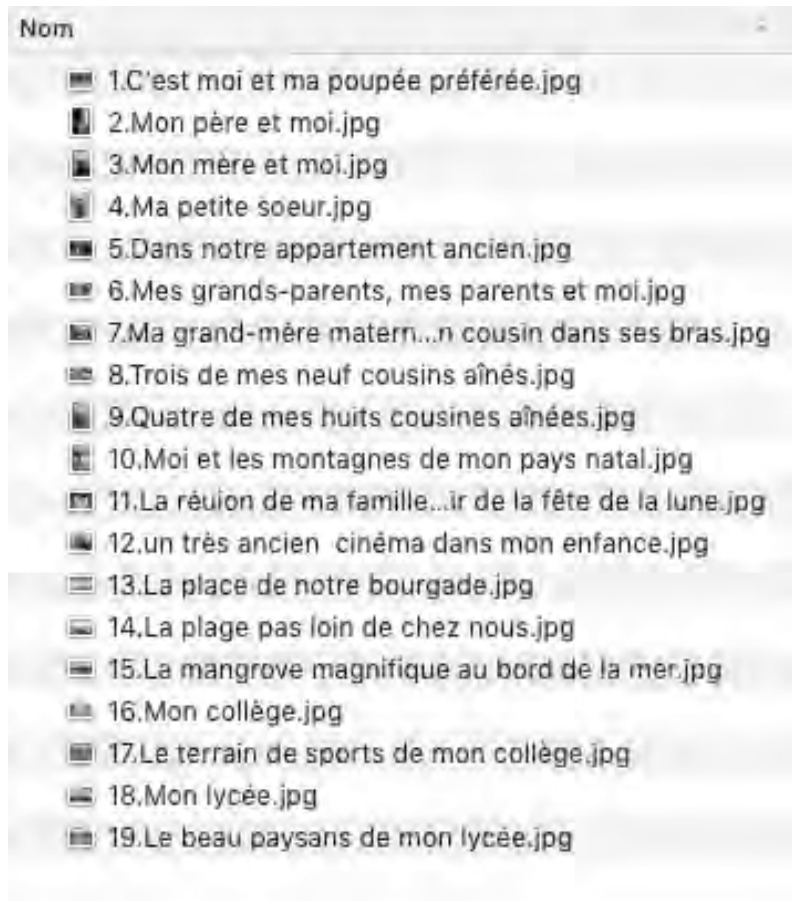 Nom
1.C'est moi et ma poupée préférée.jpg
2.Mon père et moi.jpg
3.Mon mère et moi.jpg
4.Ma petite soeur.jpg
5.Dans notre appartement ancien.jpg
6.Mes grands-parents, mes parents et moi.jpg
7.Ma grand-mère matern...n cousin dans ses bras.jpg
8.Trois de mes neuf cousins aînés.jpg
9.Quatre de mes huits cousines aînées.jpg
10.Moi et les montagnes de mon pays natal.jpg
11.La réuion de ma famille...ir de la fête de la lune.jpg
12.un très ancien  cinéma dans mon enfance.jpg
13.La place de notre bourgade.jpg
14.La plage pas loin de chez nous.jpg
15.La mangrove magnifique au bord de la mer.jpg
16.Mon collège.jpg
17.Le terrain de sports de mon collège.jpg
18.Mon lycée.jpg
19.Le beau paysans de mon lycée.jpg